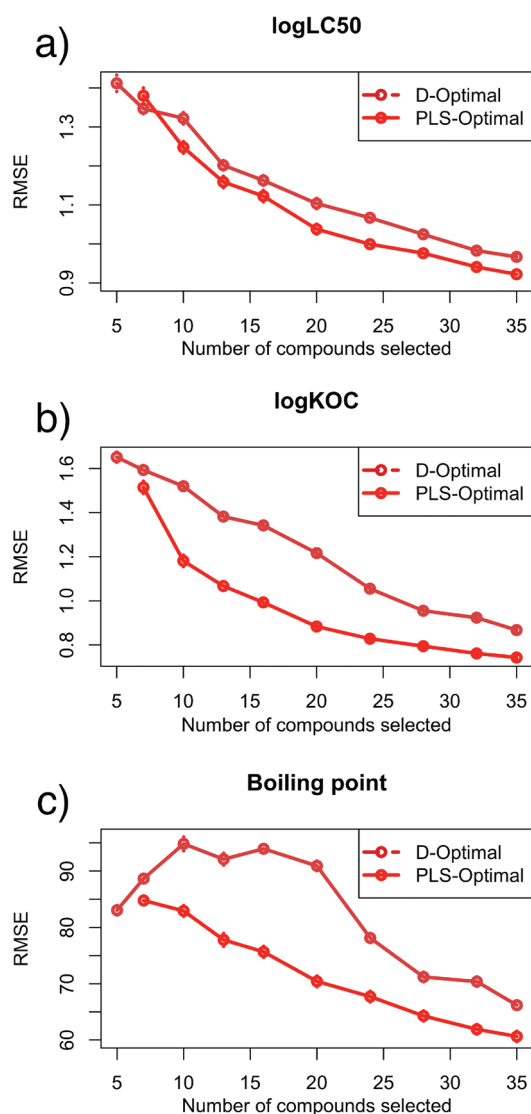 a)
logLC50
D-Optimal
PLS-Optimal
RMSE
0.9 1.1 1.3
5 10 15 20 25 30 35
Number of compounds selected
b)
logKOC
D-Optimal
PLS-Optimal
RMSE
0.8 1.0 1.2 1.4 1.6
5 10 15 20 25 30 35
Number of compounds selected
c)
Boiling point
D-Optimal
PLS-Optimal
RMSE
60 70 80 90
5 10 15 20 25 30 35
Number of compounds selected